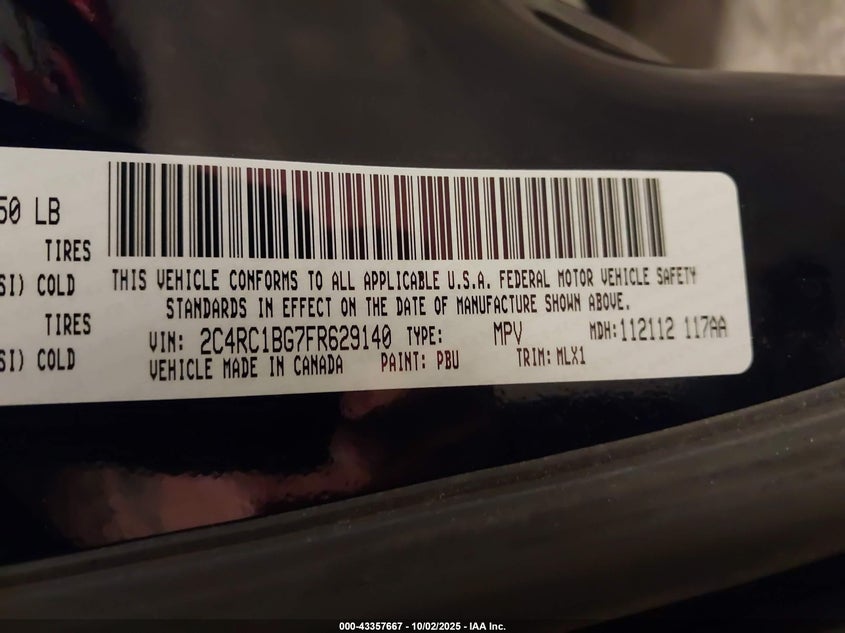 50 LB
TIRES
SI) COLD
TIRES
SI) COLD
THIS VEHICLE CONFORMS TO ALL APPLICABLE U.S.A. FEDERAL MOTOR VEHICLE SAFETY
STANDARDS IN EFFECT ON THE DATE OF MANUFACTURE SHOWN ABOVE.
VIN: 2C4RC1BG7FR629140 TYPE: MPV MDH:112112 117AA
VEHICLE MADE IN CANADA PAINT: PBU TRIM: MLX1
000-43357667 - 10/02/2025 - IAA Inc.